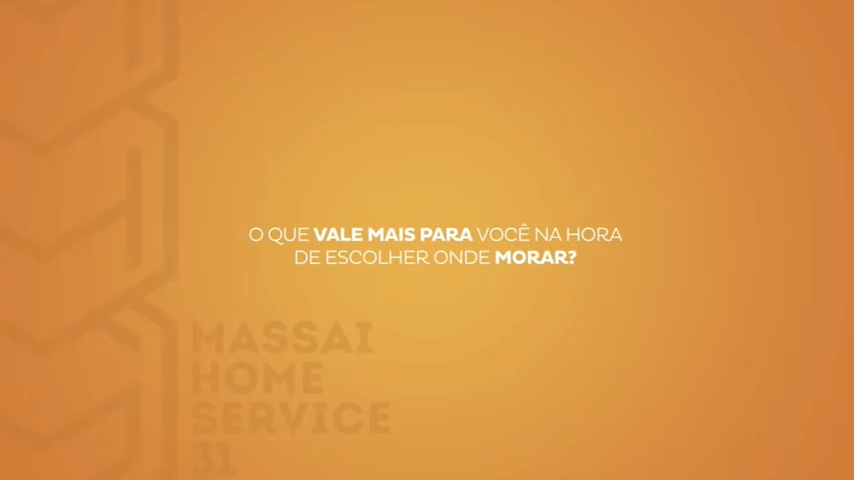 O QUE VALE MAIS PARA VOCÊ NA HORA
DE ESCOLHER ONDE MORAR?
MASSAI
HOME
SERVICE
31